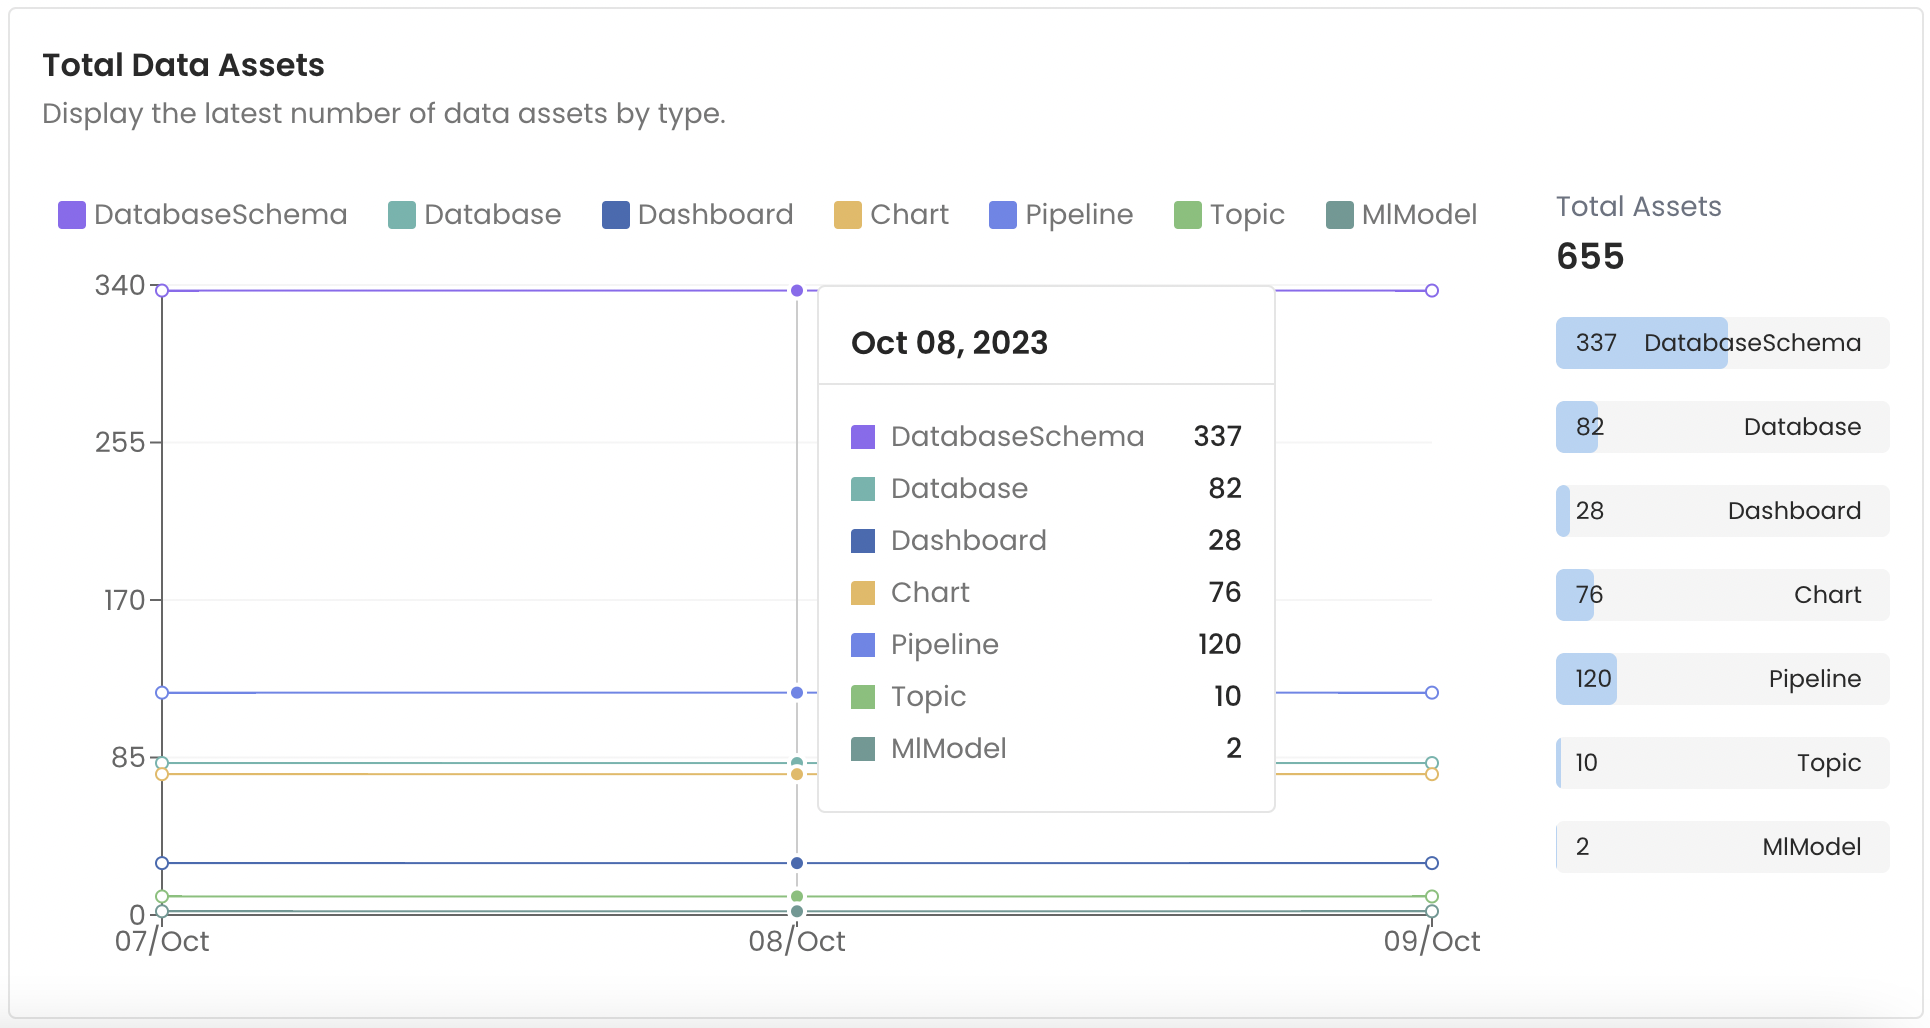 Total Data Assets
Display the latest number of data assets by type.
DatabaseSchema Database Dashboard Chart Pipeline Topic MlModel
340
255
170
85
0
07/Oct 08/Oct 09/Oct
Oct 08, 2023
DatabaseSchema 337
Database 82
Dashboard 28
Chart 76
Pipeline 120
Topic 10
MlModel 2
Total Assets
655
337 DatabaseSchema
82 Database
28 Dashboard
76 Chart
120 Pipeline
10 Topic
2 MlModel